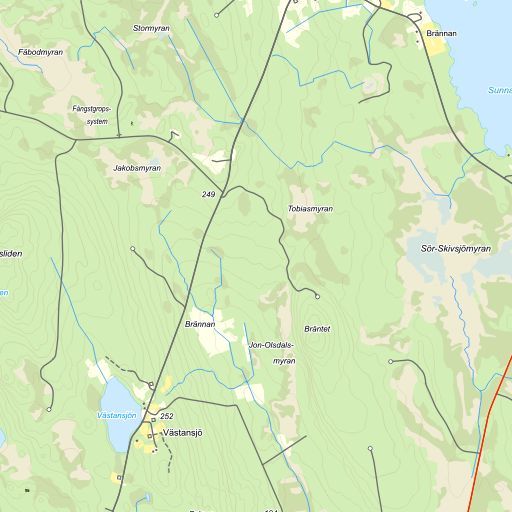 Stormyran
Brännan
Fäbodmyran
Sunne
Fångstgrops-
system
Jakobsmyran
249
Tobiasmyran
Sör-Skivsjömyran
sliden
en
Brännan
Bräntet
Jon-Olsdals-
myran
Västansjön
252
Västansjö